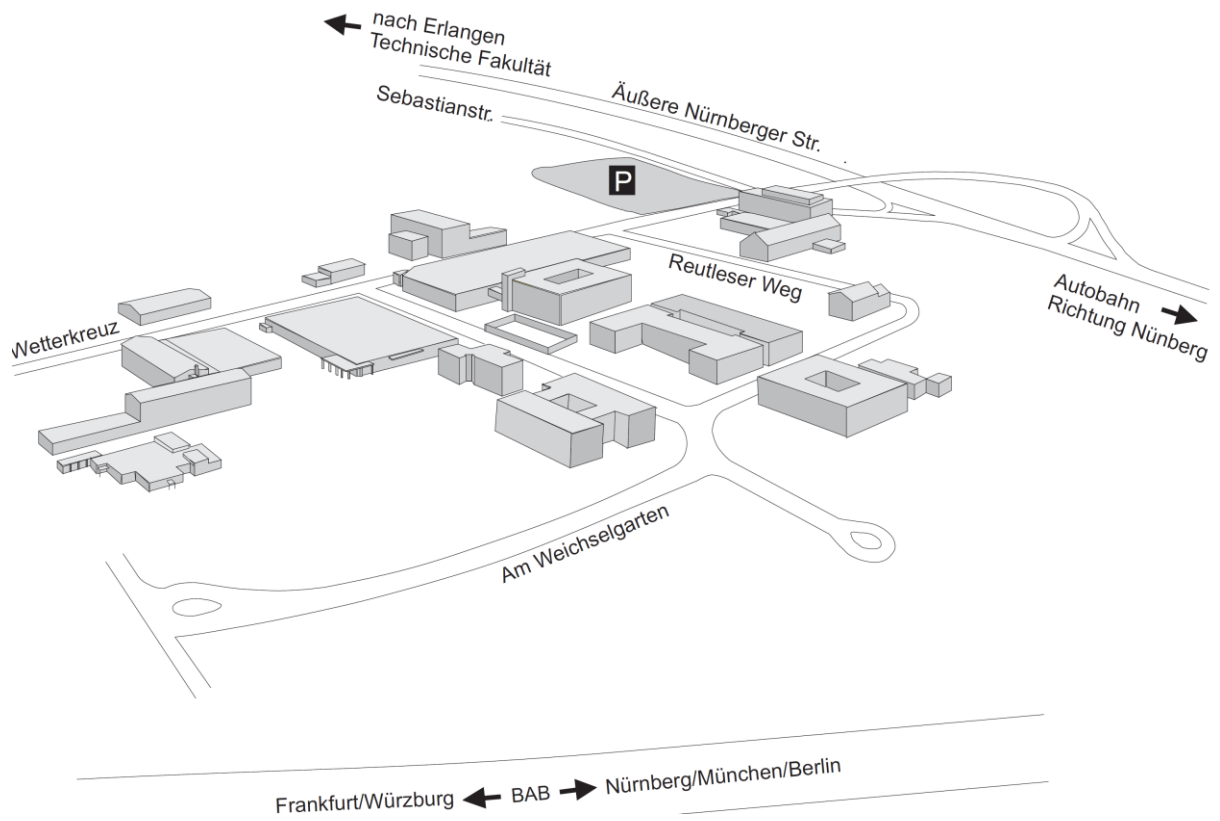 nach Erlangen
Technische Fakultät
Äußere Nürnberger Str.
Sebastianstr.
P
Reutleser Weg
Autobahn
Richtung Nünberg
Wetterkreuz
Am Weichselgarten
Frankfurt/Würzburg BAB Nürnberg/München/Berlin